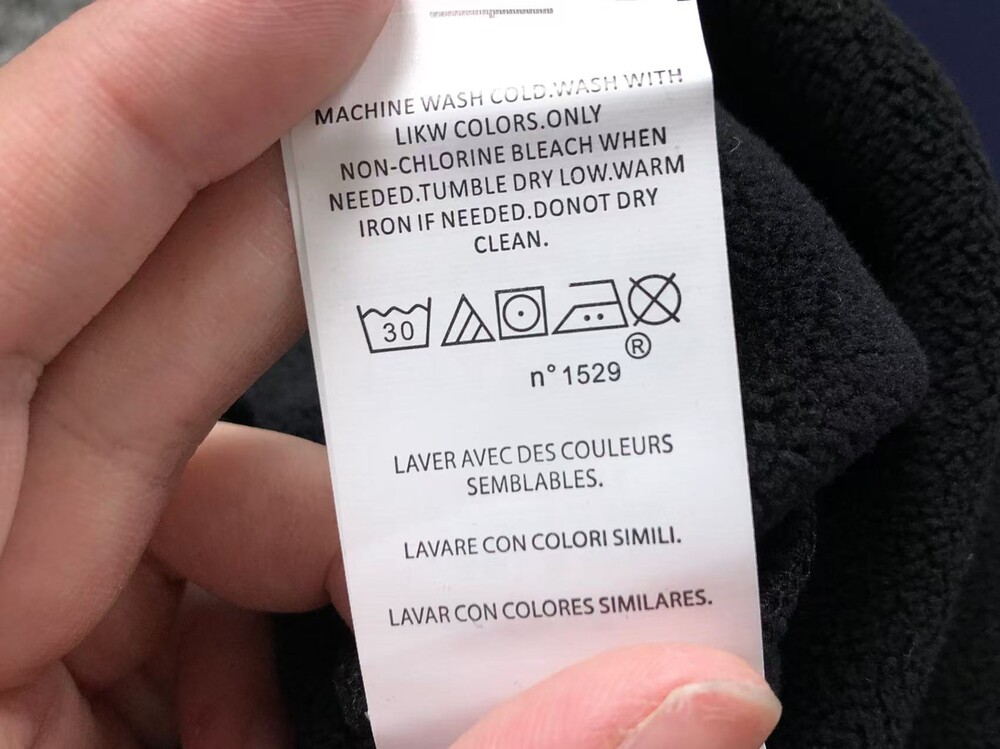 MACHINE WASH COLD.WASH WITH
LIKW COLORS.ONLY
NON-CHLORINE BLEACH WHEN
NEEDED.TUMBLE DRY LOW.WARM
IRON IF NEEDED.DONOT DRY
CLEAN.
30
®
n° 1529
LAVER AVEC DES COULEURS
SEMBLABLES.
LAVARE CON COLORI SIMILI.
LAVAR CON COLORES SIMILARES.